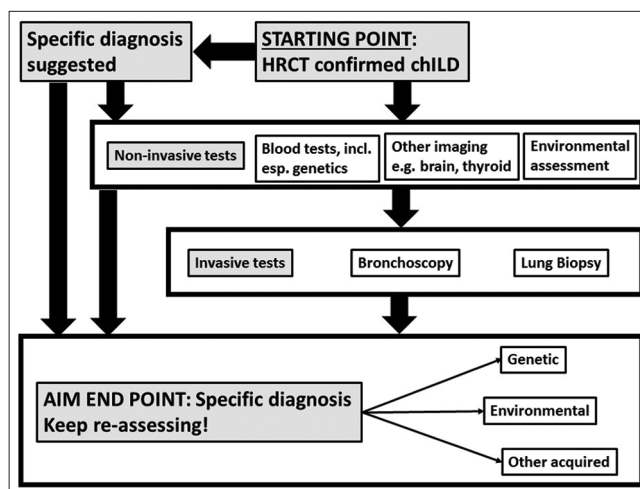 Specific diagnosis
suggested
STARTING POINT:
HRCT confirmed chILD
Non-invasive tests
Blood tests, incl.
esp. genetics
Other imaging
e.g. brain, thyroid
Environmental
assessment
Invasive tests
Bronchoscopy
Lung Biopsy
AIM END POINT: Specific diagnosis
Keep re-assessing!
Genetic
Environmental
Other acquired